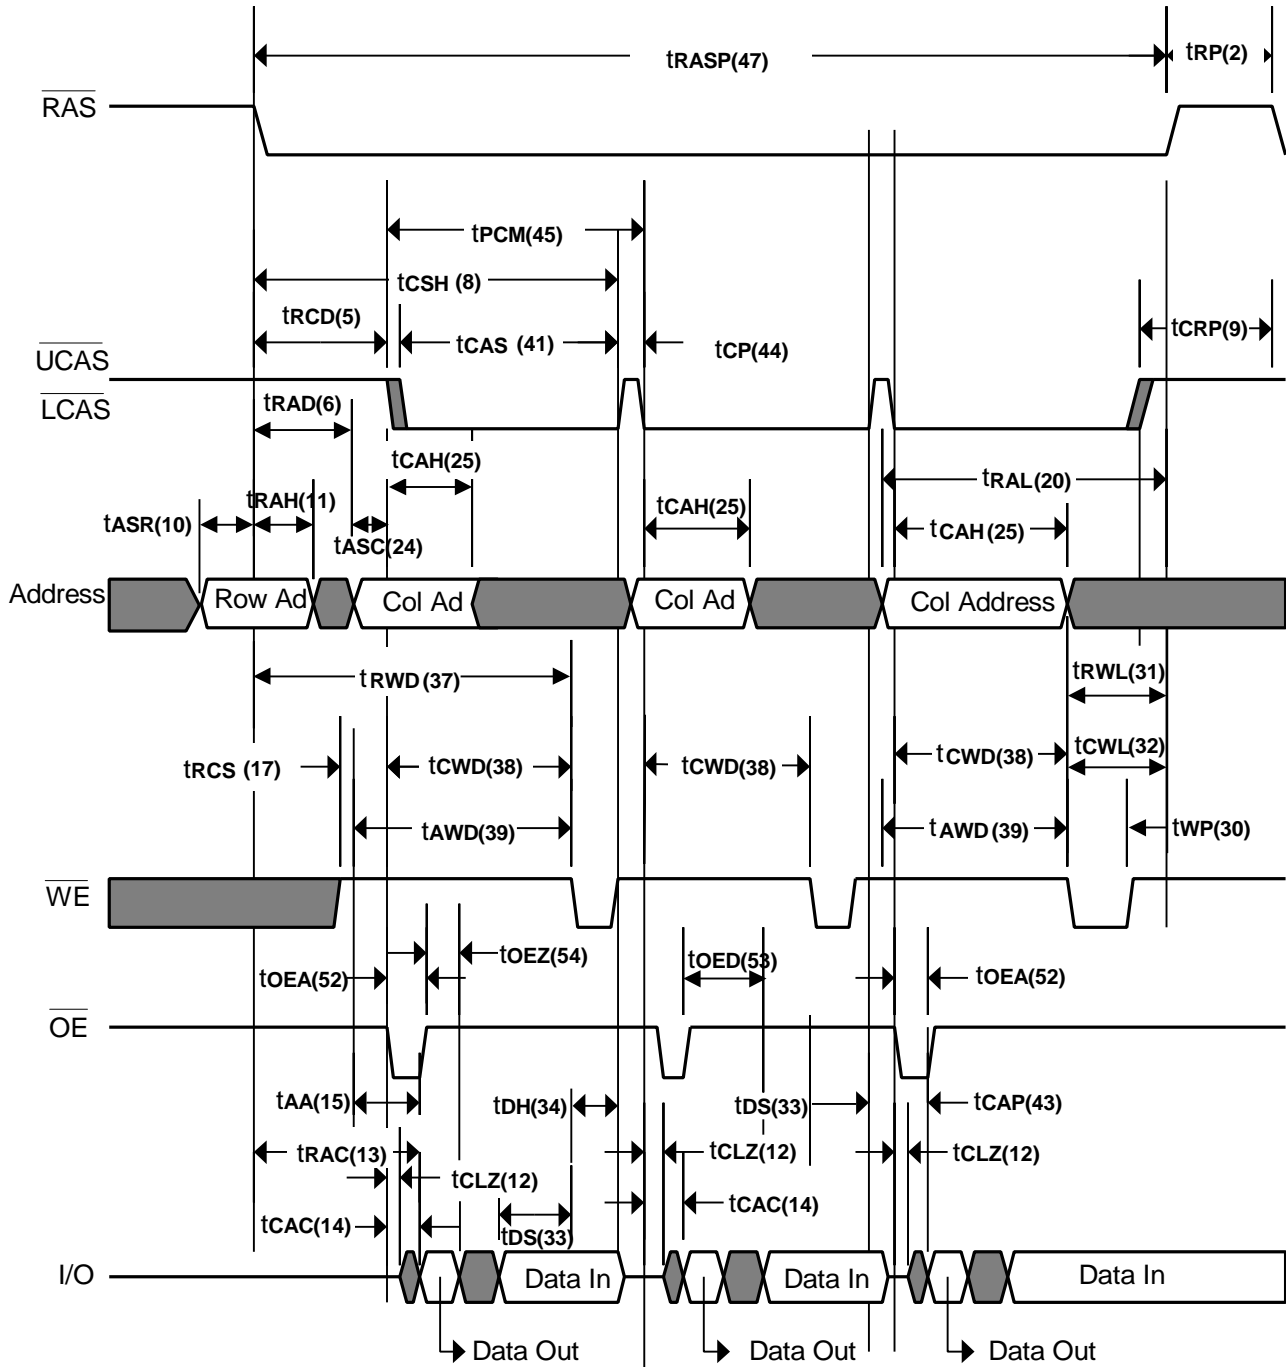 tRASP(47) tRP(2)
RAS
tPCM(45)
tCSH (8)
tRCD(5) tCAS (41) tCP(44) tCRP(9)
UCAS
LCAS
tRAD(6)
tCAH(25) tRAL(20)
tRAH(11) tCAH(25)
tASR(10) tASC(24) tCAH(25)
Address Row Ad Col Ad Col Ad Col Address
tRWD(37) tRWL(31)
tRCS (17) tCWD(38) tCWD(38) tCWD(38) tCWL(32)
tAWD(39) tAWD(39) tWP(30)
WE
tOEZ(54) tOED(53)
tOEA(52) tOEA(52)
OE
tAA(15) tDH(34) tDS(33) tCAP(43)
tRAC(13) tCLZ(12) tCLZ(12)
tCLZ(12)
tCAC(14) tCAC(14)
tDS(33)
I/O Data In Data In Data In
Data Out Data Out Data Out